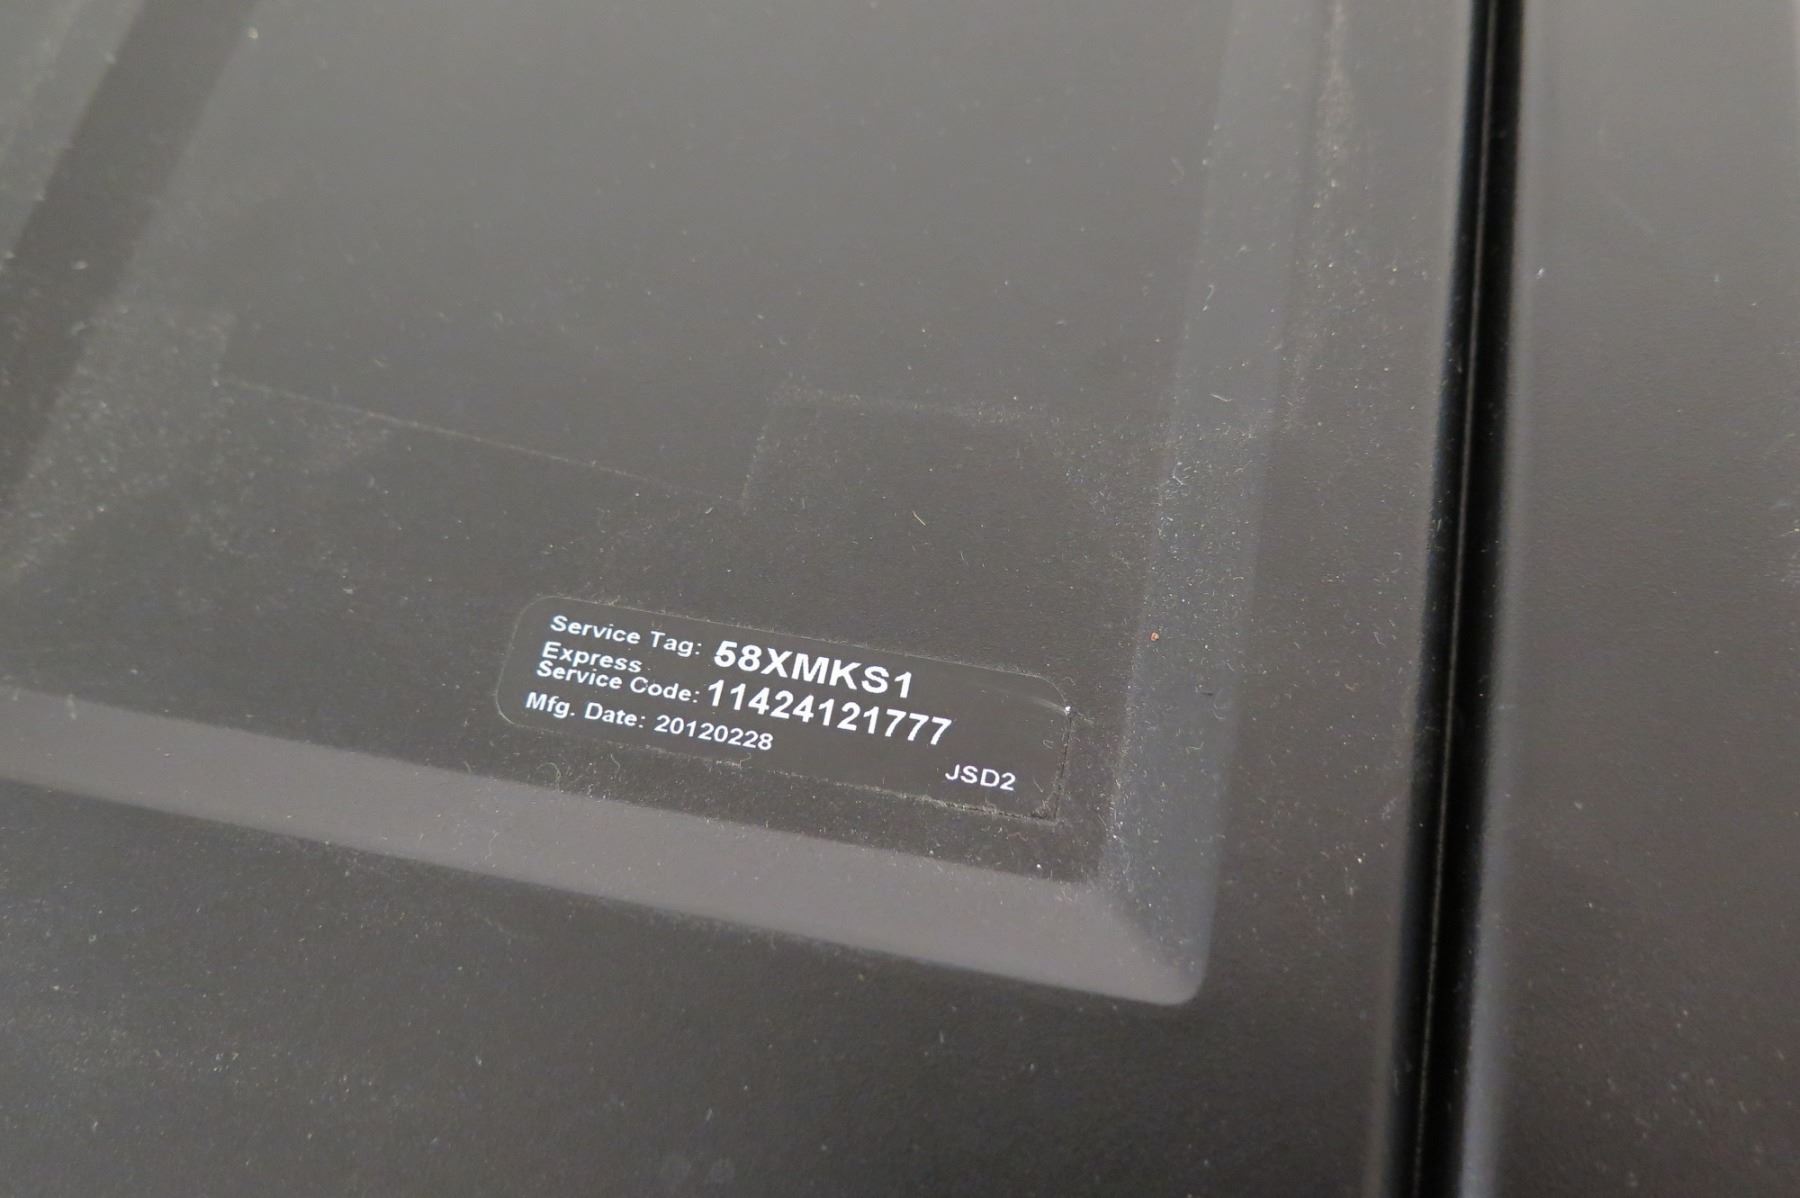 Service Tag: 58XMKS1
Express
Service Code: 11424121777
Mfg. Date: 20120228
JSD2